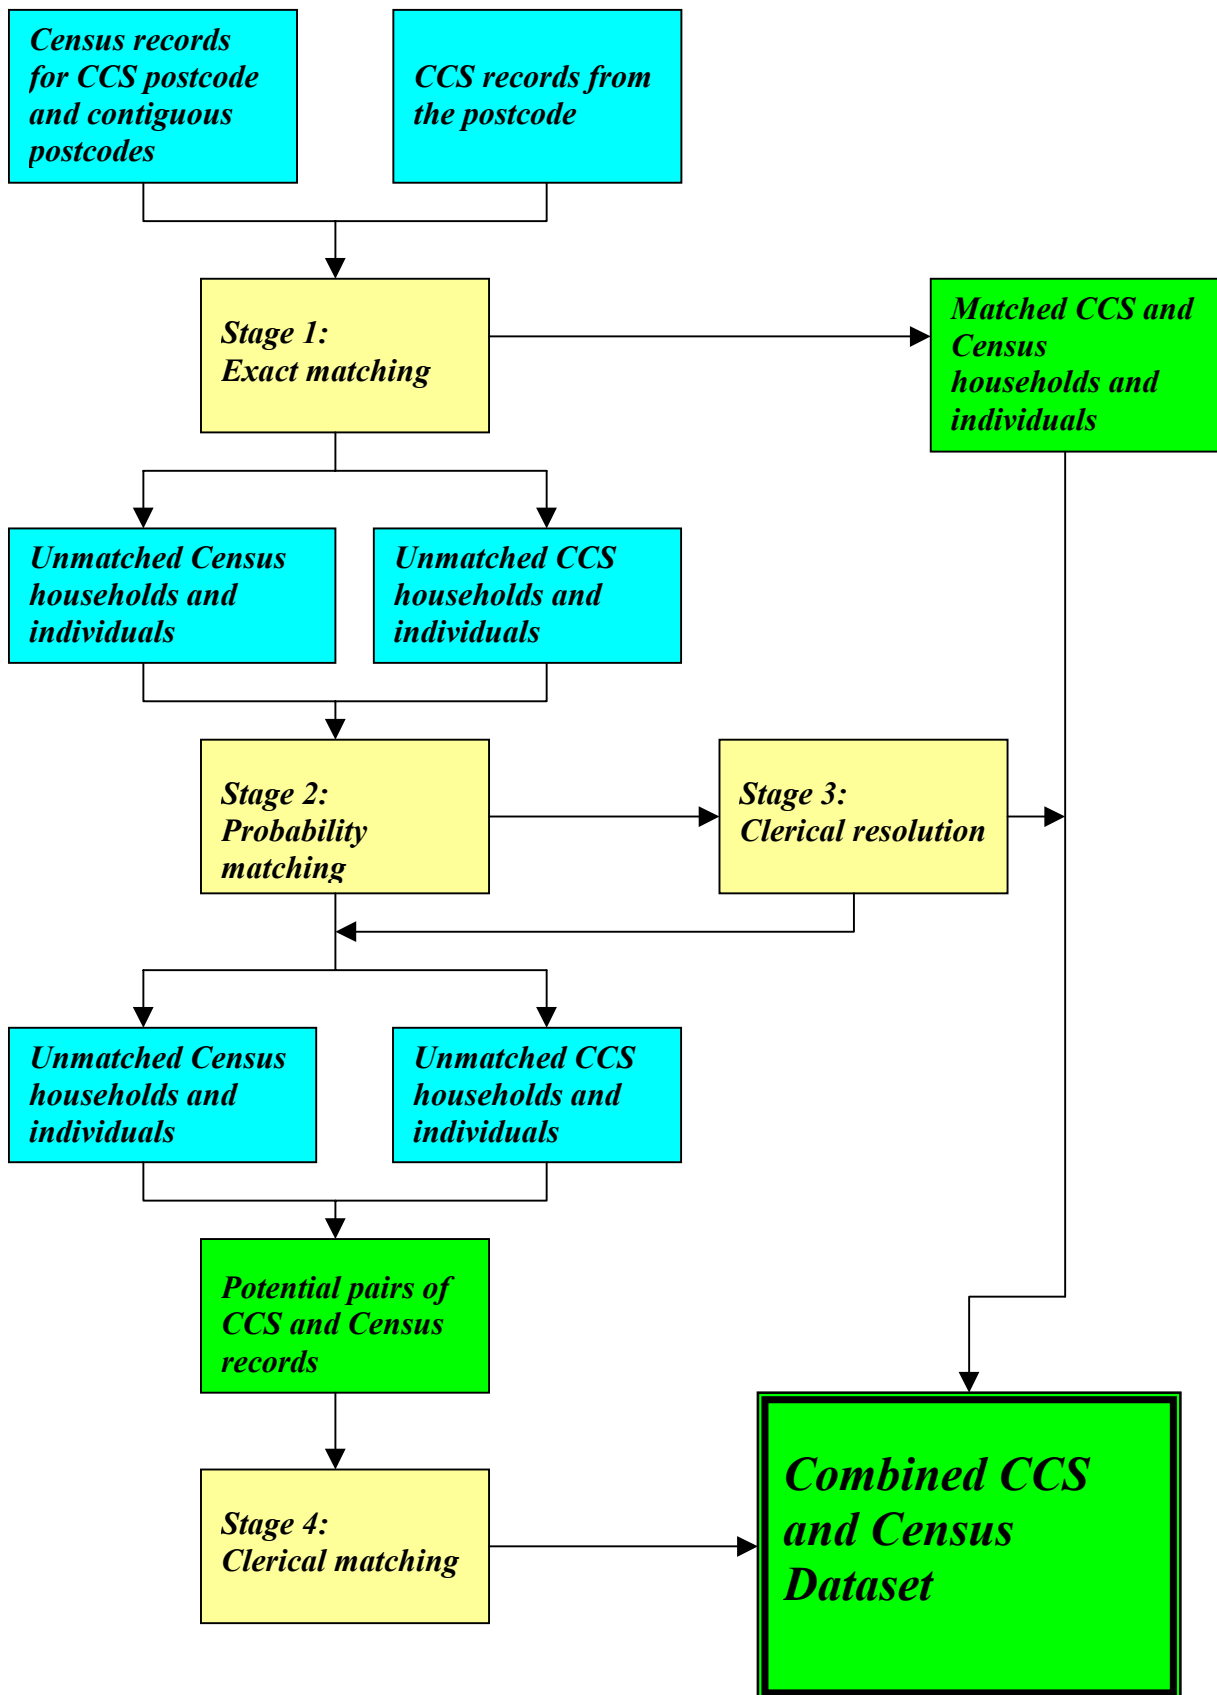 Census records
for CCS postcode
and contiguous
postcodes
CCS records from
the postcode
Stage 1:
Exact matching
Matched CCS and
Census
households and
individuals
Unmatched Census
households and
individuals
Unmatched CCS
households and
individuals
Stage 2:
Probability
matching
Stage 3:
Clerical resolution
Unmatched Census
households and
individuals
Unmatched CCS
households and
individuals
Potential pairs of
CCS and Census
records
Stage 4:
Clerical matching
Combined CCS
and Census
Dataset